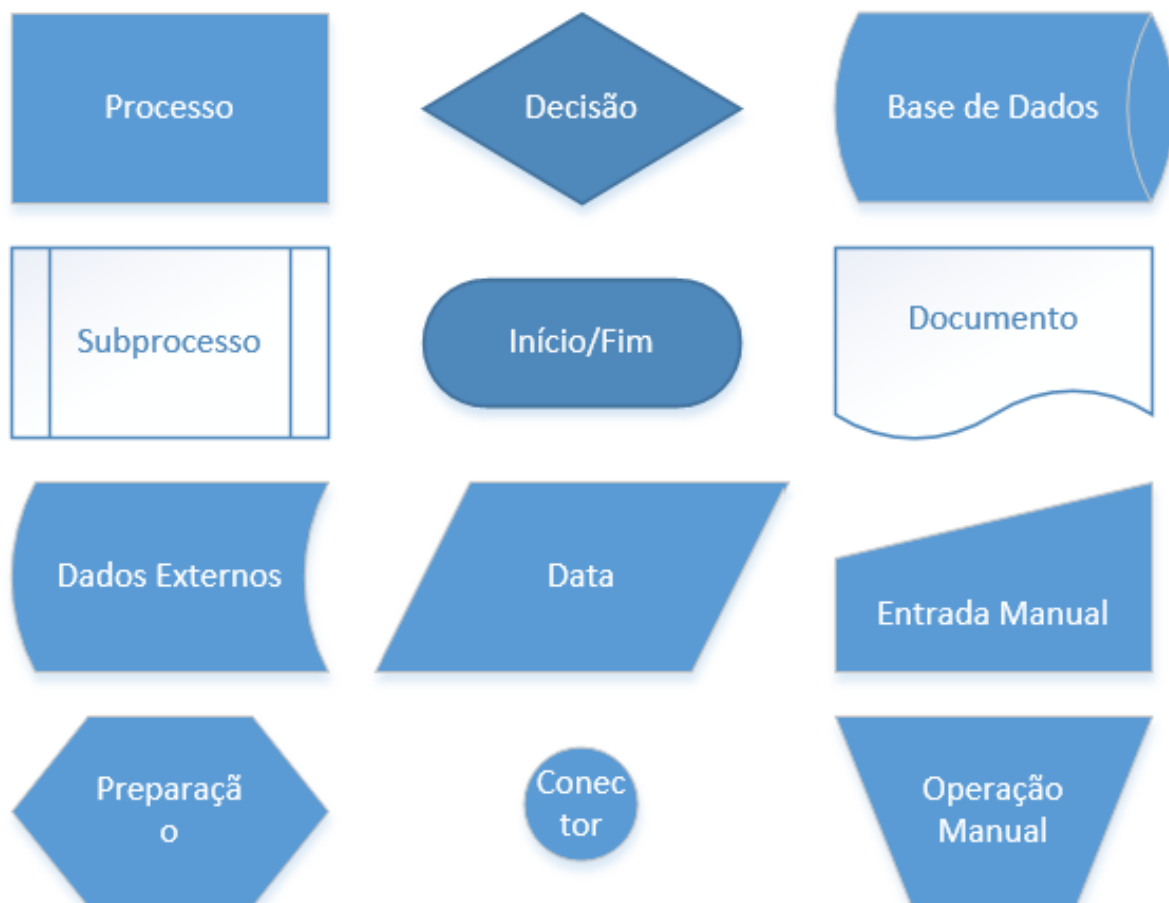 Processo
Decisão
Base de Dados
Subprocesso
Início/Fim
Documento
Dados Externos
Data
Entrada Manual
Preparaçã
o
Conec
tor
Operação
Manual